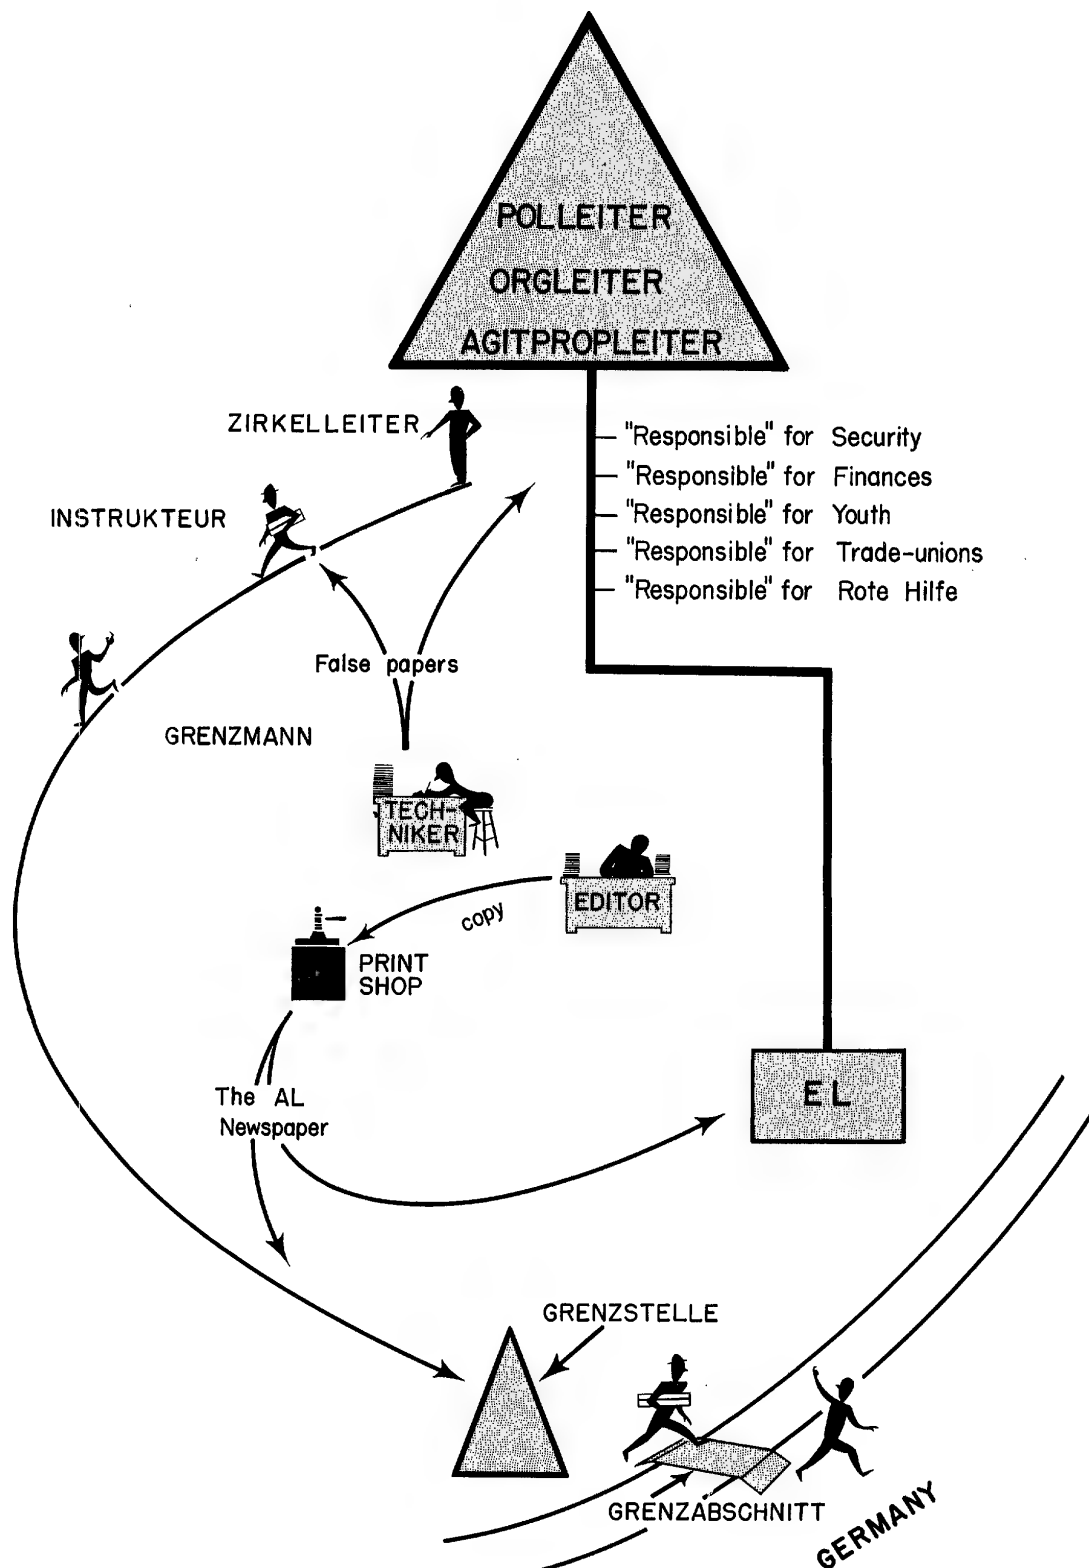 POLLEITER
ORGLEITER
AGITPROPLEITER
ZIRKELLEITER
"Responsible" for Security
"Responsible" for Finances
INSTRUKTEUR
"Responsible" for Youth
"Responsible" for Trade-unions
"Responsible" for Rote Hilfe
False papers
GRENZMANN
TECH-
NIKER
EDITOR
copy
PRINT
SHOP
The AL
Newspaper
EL
GRENZSTELLE
GRENZABSCHNITT
GERMANY